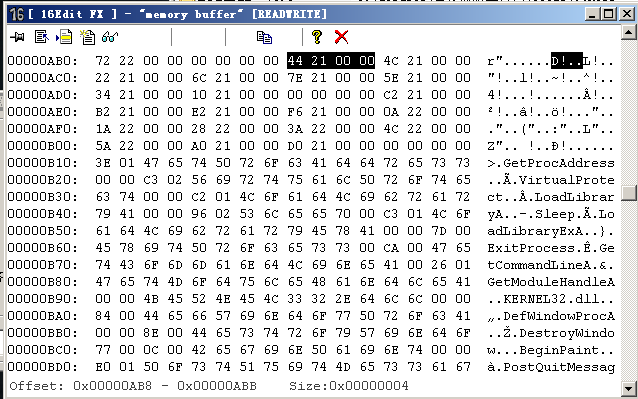 16 [ 16Edit FX ] - "memory buffer" [READWRITE]
00000AB0: 72 22 00 00 00 00 00 00 44 21 00 00 4C 21 00 00 r"......D!..L!..
00000AC0: 22 21 00 00 6C 21 00 00 7E 21 00 00 5E 21 00 00 "!..l!..~!..^!..
00000AD0: 34 21 00 00 10 21 00 00 00 00 00 00 C2 21 00 00 4!...!......Â!..
00000AE0: B2 21 00 00 E2 21 00 00 F6 21 00 00 0A 22 00 00 ²!..â!..ö!..."..
00000AF0: 1A 22 00 00 28 22 00 00 3A 22 00 00 4C 22 00 00 ."..("..:"..L"..
00000B00: 5A 22 00 00 A0 21 00 00 D0 21 00 00 00 00 00 00 Z".. !..Ð!......
00000B10: 3E 01 47 65 74 50 72 6F 63 41 64 64 72 65 73 73 >.GetProcAddress
00000B20: 00 00 C3 02 56 69 72 74 75 61 6C 50 72 6F 74 65 ..Ã.VirtualProte
00000B30: 63 74 00 00 C2 01 4C 6F 61 64 4C 69 62 72 61 72 ct..Â.LoadLibrar
00000B40: 79 41 00 00 96 02 53 6C 65 65 70 00 C3 01 4C 6F yA..–.Sleep.Ã.Lo
00000B50: 61 64 4C 69 62 72 61 72 79 45 78 41 00 00 7D 00 adLibraryExA..}.
00000B60: 45 78 69 74 50 72 6F 63 65 73 73 00 CA 00 47 65 ExitProcess.Ê.Ge
00000B70: 74 43 6F 6D 6D 61 6E 64 4C 69 6E 65 41 00 26 01 tCommandLineA.&.
00000B80: 47 65 74 4D 6F 64 75 6C 65 48 61 6E 64 6C 65 41 GetModuleHandleA
00000B90: 00 00 4B 45 52 4E 45 4C 33 32 2E 64 6C 6C 00 00 ..KERNEL32.dll..
00000BA0: 84 00 44 65 66 57 69 6E 64 6F 77 50 72 6F 63 41 „.DefWindowProcA
00000BB0: 00 00 8E 00 44 65 73 74 72 6F 79 57 69 6E 64 6F ..Ž.DestroyWindo
00000BC0: 77 00 0C 00 42 65 67 69 6E 50 61 69 6E 74 00 00 w...BeginPaint..
00000BD0: E0 01 50 6F 73 74 51 75 69 74 4D 65 73 73 61 67 à.PostQuitMessag
Offset: 0x00000AB8 - 0x00000ABB Size:0x00000004